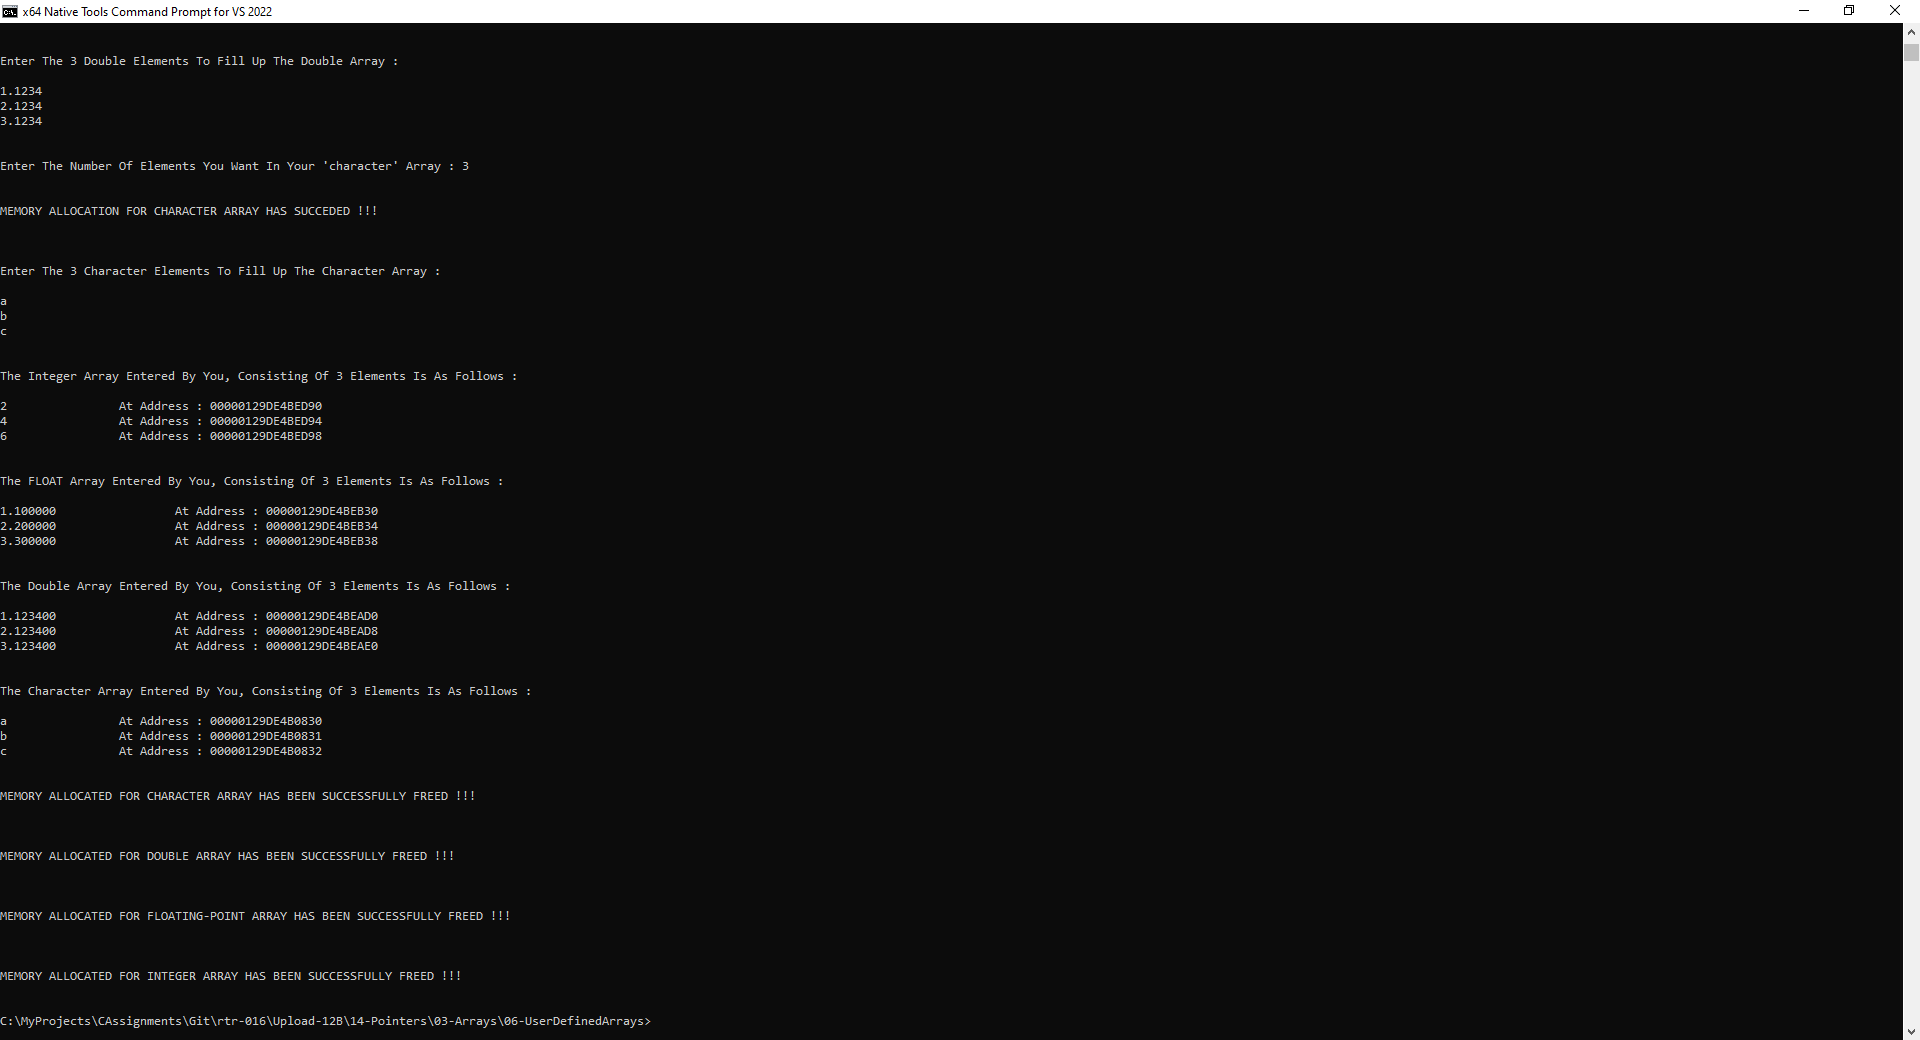 x64 Native Tools Command Prompt for VS 2022
Enter The 3 Double Elements To Fill Up The Double Array :
1.1234
2.1234
3.1234
Enter The Number Of Elements You Want In Your 'character' Array : 3
MEMORY ALLOCATION FOR CHARACTER ARRAY HAS SUCCEDED !!!
Enter The 3 Character Elements To Fill Up The Character Array :
a
b
c
The Integer Array Entered By You, Consisting Of 3 Elements Is As Follows :
2 At Address : 00000129DE4BED90
4 At Address : 00000129DE4BED94
6 At Address : 00000129DE4BED98
The FLOAT Array Entered By You, Consisting Of 3 Elements Is As Follows :
1.100000 At Address : 00000129DE4BEB30
2.200000 At Address : 00000129DE4BEB34
3.300000 At Address : 00000129DE4BEB38
The Double Array Entered By You, Consisting Of 3 Elements Is As Follows :
1.123400 At Address : 00000129DE4BEAD0
2.123400 At Address : 00000129DE4BEAD8
3.123400 At Address : 00000129DE4BEAE0
The Character Array Entered By You, Consisting Of 3 Elements Is As Follows :
a At Address : 00000129DE4B0830
b At Address : 00000129DE4B0831
c At Address : 00000129DE4B0832
MEMORY ALLOCATED FOR CHARACTER ARRAY HAS BEEN SUCCESSFULLY FREED !!!
MEMORY ALLOCATED FOR DOUBLE ARRAY HAS BEEN SUCCESSFULLY FREED !!!
MEMORY ALLOCATED FOR FLOATING-POINT ARRAY HAS BEEN SUCCESSFULLY FREED !!!
MEMORY ALLOCATED FOR INTEGER ARRAY HAS BEEN SUCCESSFULLY FREED !!!
C:\MyProjects\CAssignments\Git\rtr-016\Upload-12B\14-Pointers\03-Arrays\06-UserDefinedArrays>